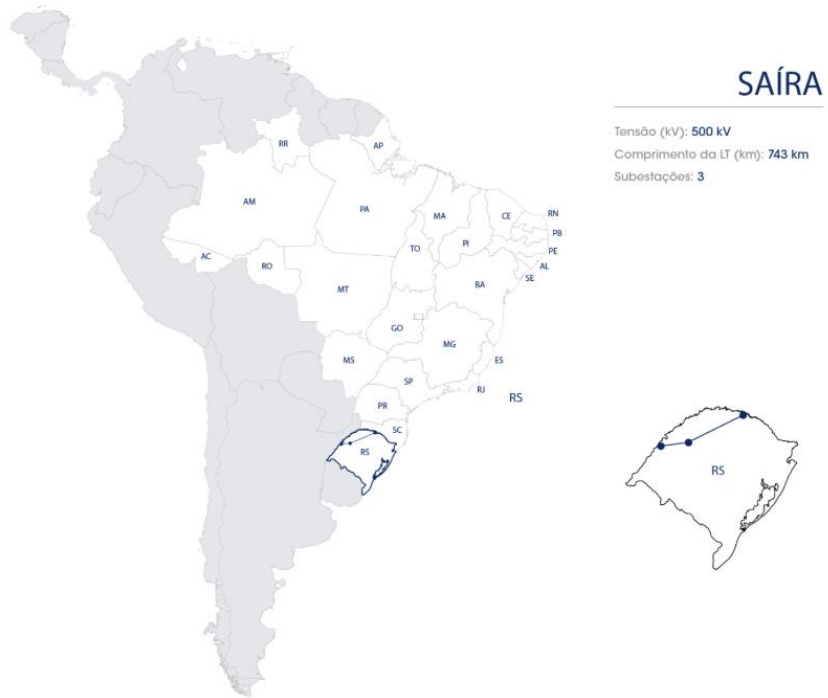 SAÍRA
Tensão (kV): 500 kV
Comprimento da LT (km): 743 km
Subestações: 3
RR
AP
AM
PA
MA
CE
RN
PB
PI
PE
TO
AL
AC
RO
SE
BA
MT
GO
MG
MS
ES
SP
RJ
RS
PR
SC
RS
RS